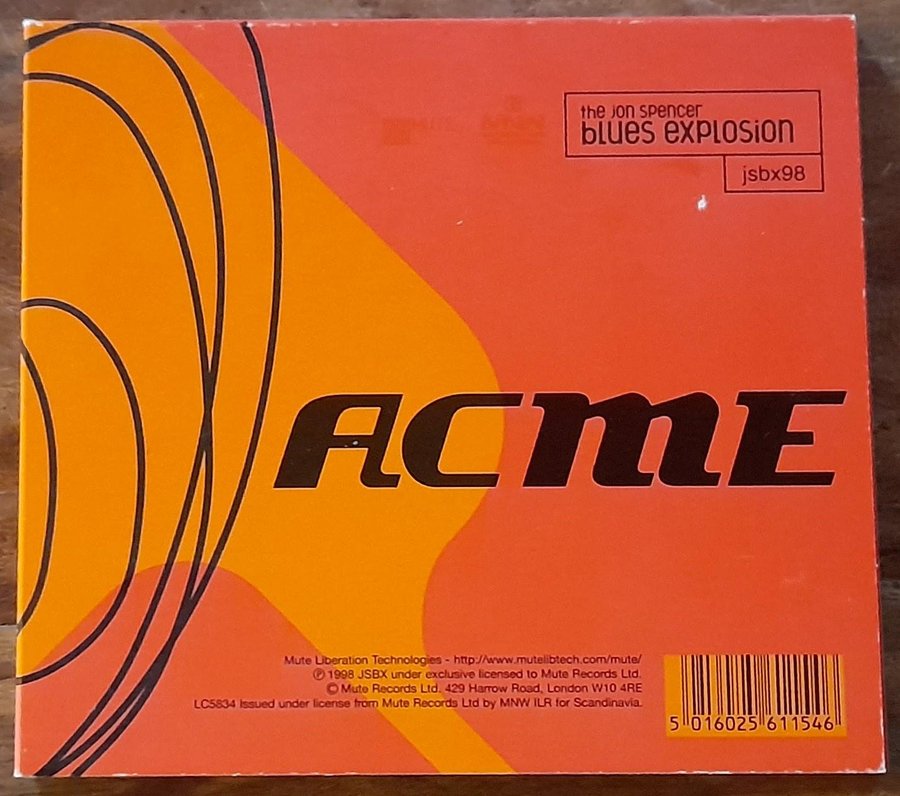 the jon spencer
blues explosion
jsbx98
ACME
Mute Liberation Technologies - http://www.mutelibtech.com/mute/
℗ 1998 JSBX under exclusive licensed to Mute Records Ltd.
© Mute Records Ltd. 429 Harrow Road, London W10 4RE
LC5834 Issued under license from Mute Records Ltd by MNW ILR for Scandinavia.
5 016025 611546